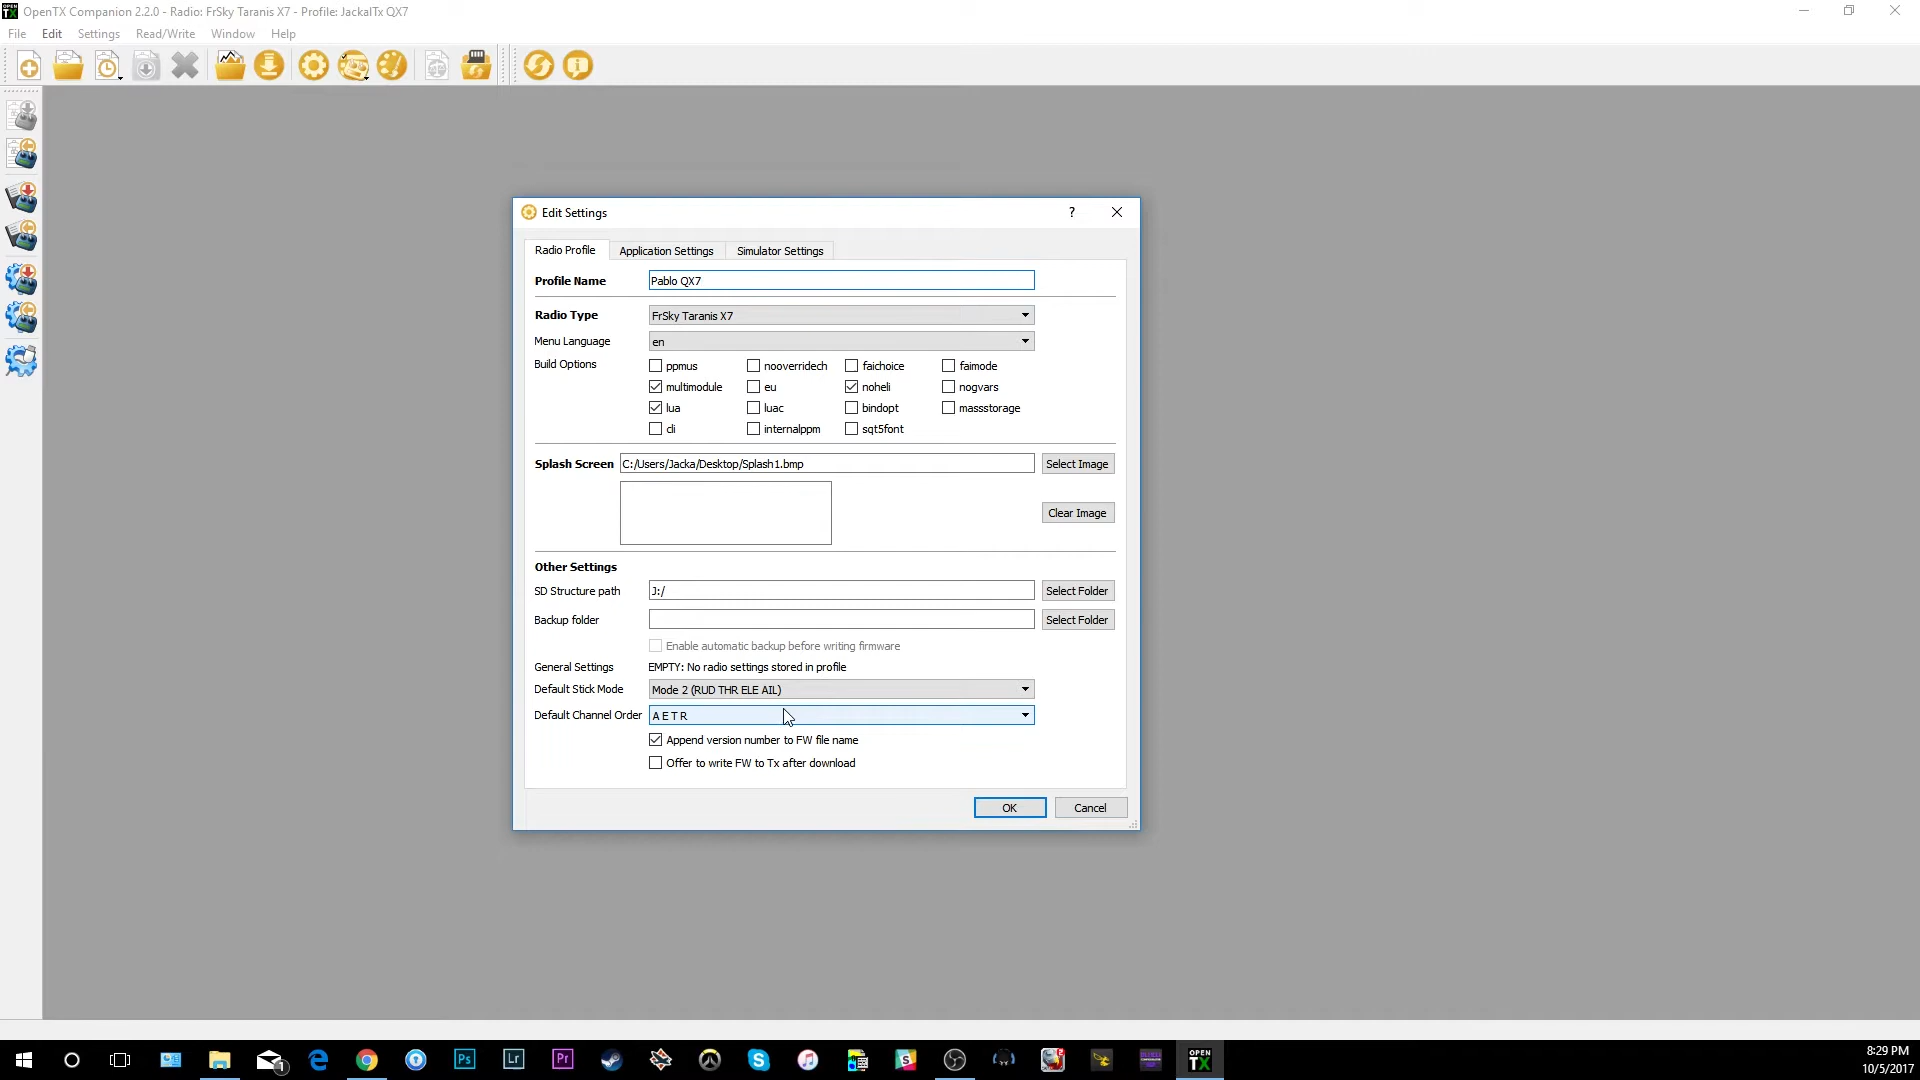 OpenTX Companion 2.2.0 - Radio: FrSky Taranis X7 - Profile: JackalTx QX7
File Edit Settings Read/Write Window Help
Edit Settings
?
Radio Profile Application Settings Simulator Settings
Profile Name Pablo QX7
Radio Type FrSky Taranis X7
Menu Language en
Build Options ppmus nooverridech faichoice faimode
multimodule eu noheli nogvars
lua luac bindopt massstorage
cli internalppm sqt5font
Splash Screen C:/Users/Jacka/Desktop/Splash1.bmp Select Image
Clear Image
Other Settings
SD Structure path J:/ Select Folder
Backup folder Select Folder
Enable automatic backup before writing firmware
General Settings EMPTY: No radio settings stored in profile
Default Stick Mode Mode 2 (RUD THR ELE AIL)
Default Channel Order A E T R
Append version number to FW file name
Offer to write FW to Tx after download
OK Cancel
Ps Lr Pr OPEN TX
8:29 PM
10/5/2017